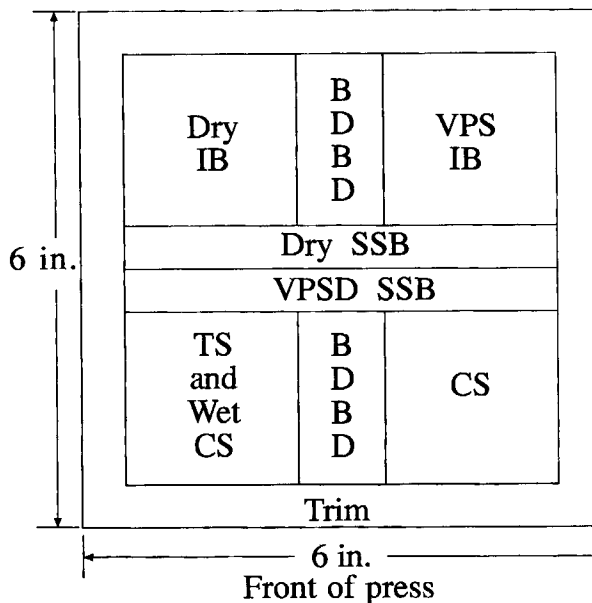 Dry
IB
B
D
B
D
VPS
IB
Dry SSB
6 in.
VPSD SSB
TS
and
Wet
CS
B
D
B
D
CS
Trim
6 in.
Front of press